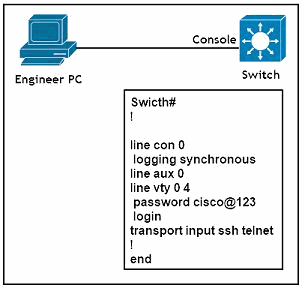 Console
Engineer PC
Switch
Swicth#
!
line con 0
logging synchronous
line aux 0
line vty 0 4
password cisco@123
login
transport input ssh telnet
!
end